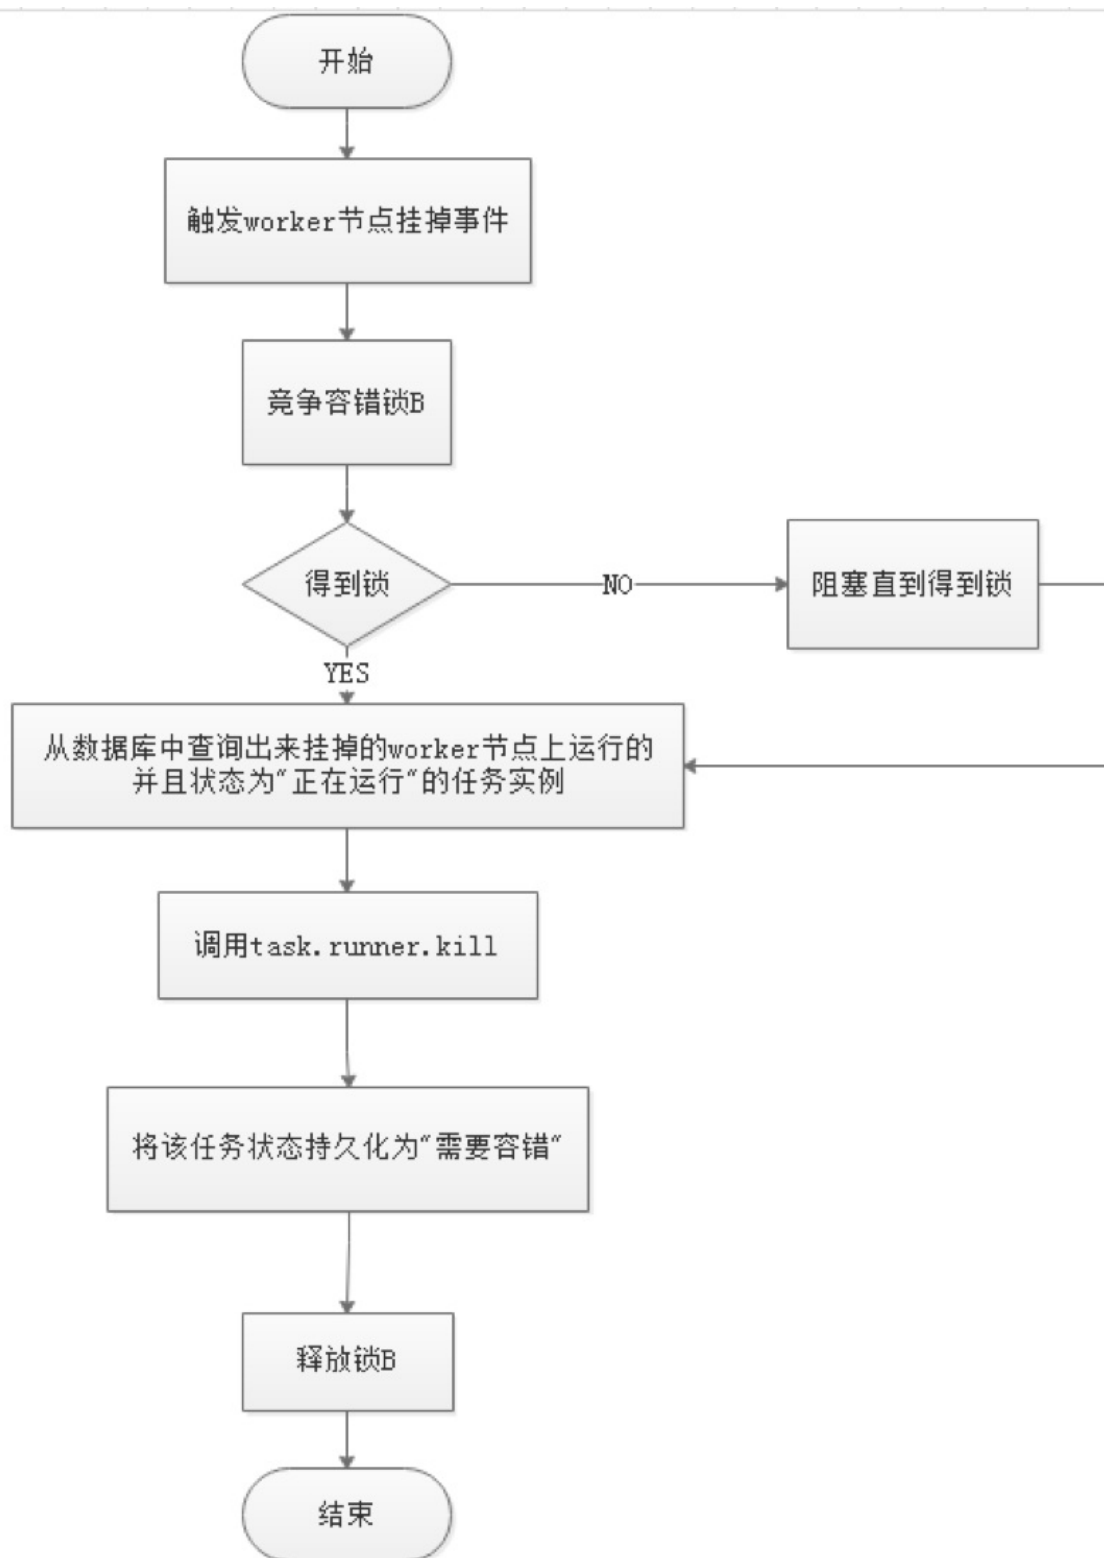 开始
触发worker节点挂掉事件
竞争容错锁B
得到锁
NO
阻塞直到得到锁
YES
从数据库中查询出来挂掉的worker节点上运行的
并且状态为“正在运行“的任务实例
调用task.runner.kill
将该任务状态持久化为“需要容错“
释放锁B
结束